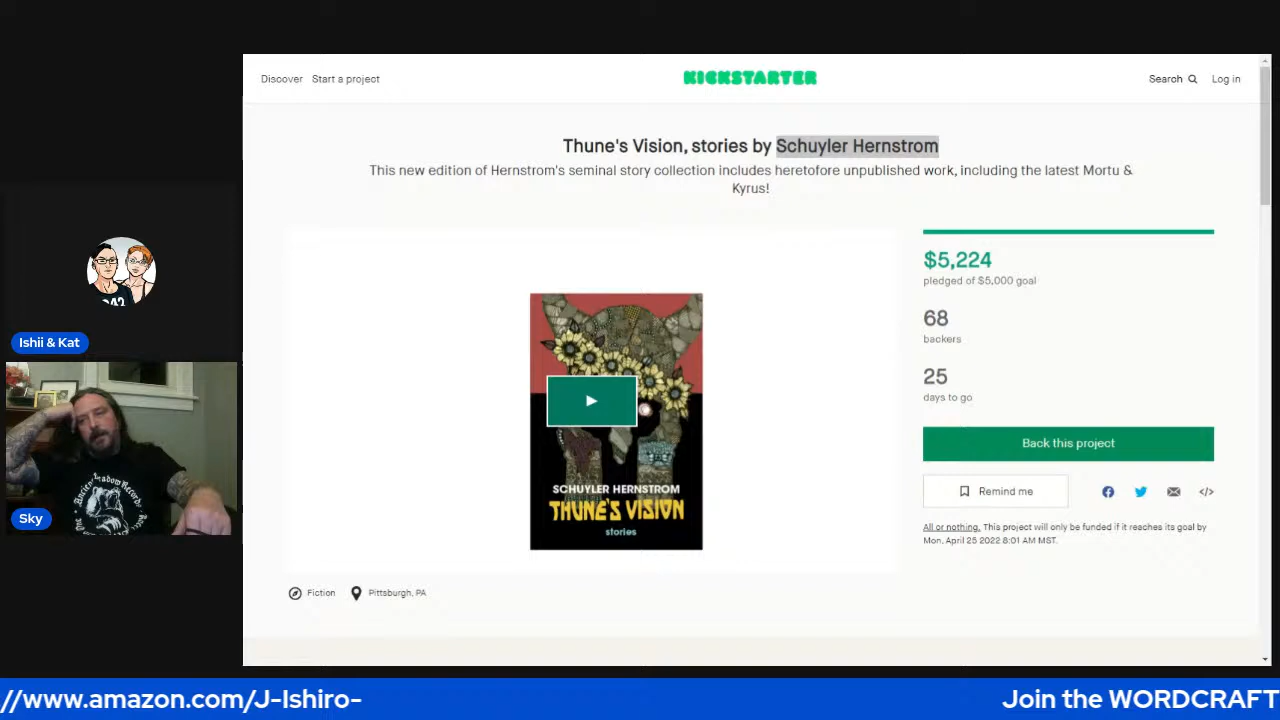 Discover Start a project KICKSTARTER Search Log in
Thune's Vision, stories by Schuyler Hernstrom
This new edition of Hernstrom's seminal story collection includes heretofore unpublished work, including the latest Mortu &
Kyrus!
$5,224
pledged of $5,000 goal
68
backers
25
days to go
Back this project
Remind me
All or nothing. This project will only be funded if it reaches its goal by
Mon, April 25 2022 8:01 AM MST.
SCHUYLER HERNSTROM
THUNE'S VISION
stories
Fiction Pittsburgh, PA
Ishii & Kat
Sky
//www.amazon.com/J-Ishiro- Join the WORDCRAFT